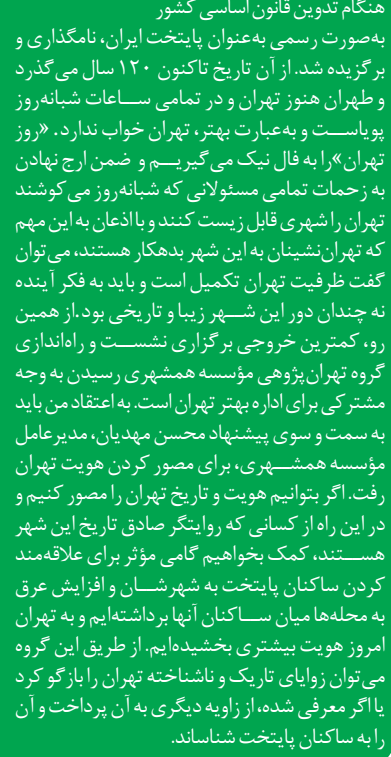 هنگام تدوین قانون اساسی کشور
به‌صورت رسمی به‌عنوان پایتخت ایران، نامگذاری و
برگزیده شد. از آن تاریخ تاکنون ۱۲۰ سال می‌گذرد
و طهران هنوز تهران و در تمامی ساعات شبانه‌روز
پویاست و به‌عبارت بهتر، تهران خواب ندارد. «روز
تهران» را به فال نیک می‌گیریم و ضمن ارج نهادن
به زحمات تمامی مسئولانی که شبانه‌روز می‌کوشند
تهران را شهری قابل زیست کنند و با اذعان به این مهم
که تهران‌نشینان به این شهر بدهکار هستند، می‌توان
گفت ظرفیت تهران تکمیل است و باید به فکر آینده
نه چندان دور این شهر زیبا و تاریخی بود. از همین
رو، کمترین خروجی برگزاری نشست و راه‌اندازی
گروه تهران‌پژوهی مؤسسه همشهری رسیدن به وجه
مشترکی برای اداره بهتر تهران است. به اعتقاد من باید
به سمت و سوی پیشنهاد محسن مهدیان، مدیرعامل
مؤسسه همشهری، برای مصور کردن هویت تهران
رفت. اگر بتوانیم هویت و تاریخ تهران را مصور کنیم و
در این راه از کسانی که روایتگر صادق تاریخ این شهر
هستند، کمک بخواهیم گامی مؤثر برای علاقه‌مند
کردن ساکنان پایتخت به شهرشان و افزایش عرق
به محله‌ها میان ساکنان آنها برداشته‌ایم و به تهران
امروز هویت بیشتری بخشیده‌ایم. از طریق این گروه
می‌توان زوایای تاریک و ناشناخته تهران را بازگو کرد
یا اگر معرفی شده، از زاویه دیگری به آن پرداخت و آن
را به ساکنان پایتخت شناساند.